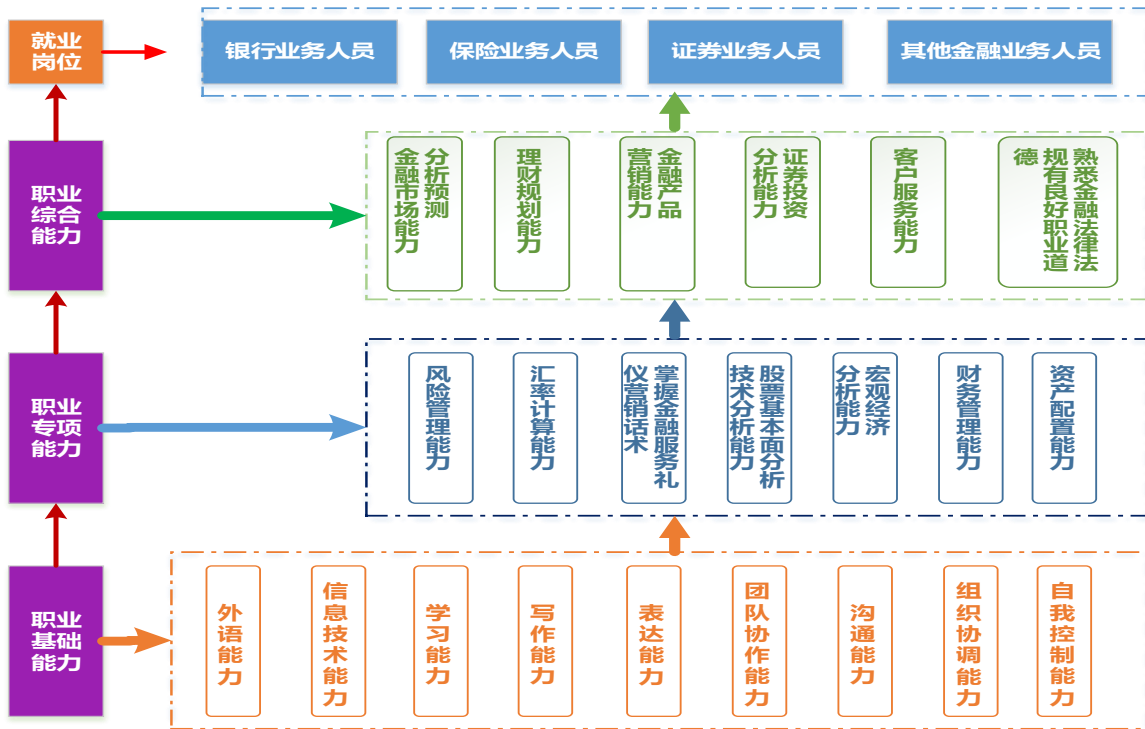 就业
岗位
银行业务人员
保险业务人员
证券业务人员
其他金融业务人员
职业
综合
能力
分析预测
金融市场能力
理财规划能力
金融产品
营销能力
证券投资
分析能力
客户服务能力
熟悉金融法律法
规有良好职业道
德
职业
专项
能力
风险管理能力
汇率计算能力
掌握金融服务礼
仪营销话术
股票基本面分析
技术分析能力
宏观经济
分析能力
财务管理能力
资产配置能力
职业
基础
能力
外语能力
信息技术能力
学习能力
写作能力
表达能力
团队协作能力
沟通能力
组织协调能力
自我控制能力